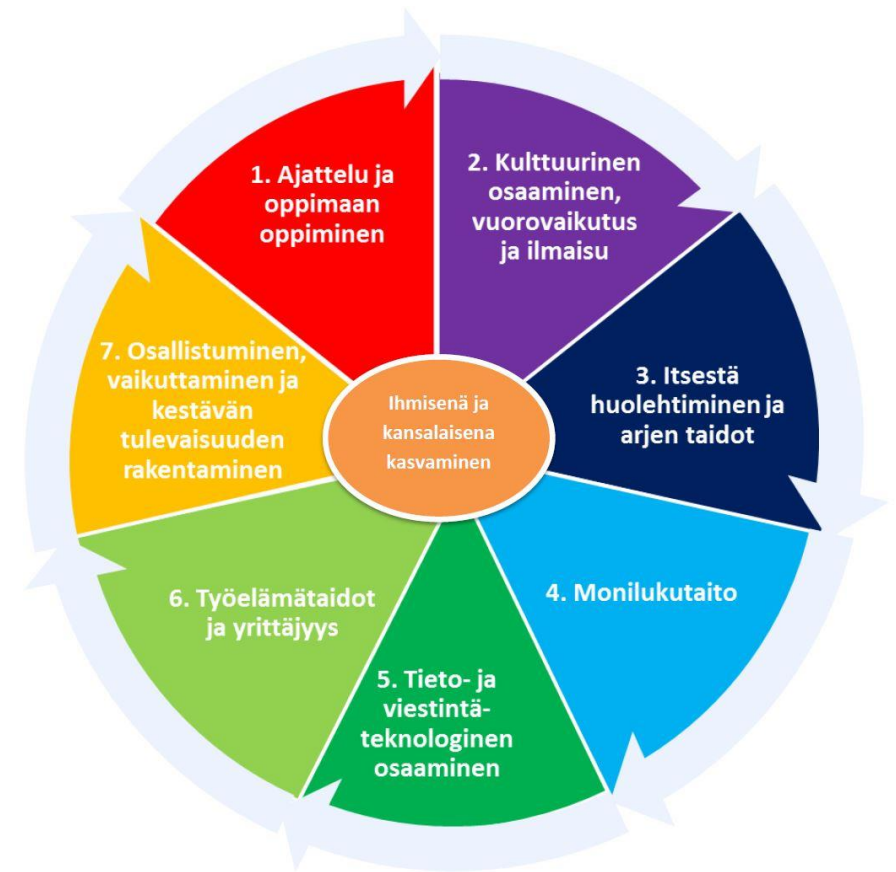 1. Ajattelu ja
oppimaan
oppiminen
2. Kulttuurinen
osaaminen,
vuorovaikutus
ja ilmaisu
3. Itsestä
huolehtiminen ja
arjen taidot
4. Monilukutaito
5. Tieto- ja
viestintä-
teknologinen
osaaminen
6. Työelämätaidot
ja yrittäjyys
7. Osallistuminen,
vaikuttaminen ja
kestävän
tulevaisuuden
rakentaminen
Ihmisenä ja
kansalaisena
kasvaminen